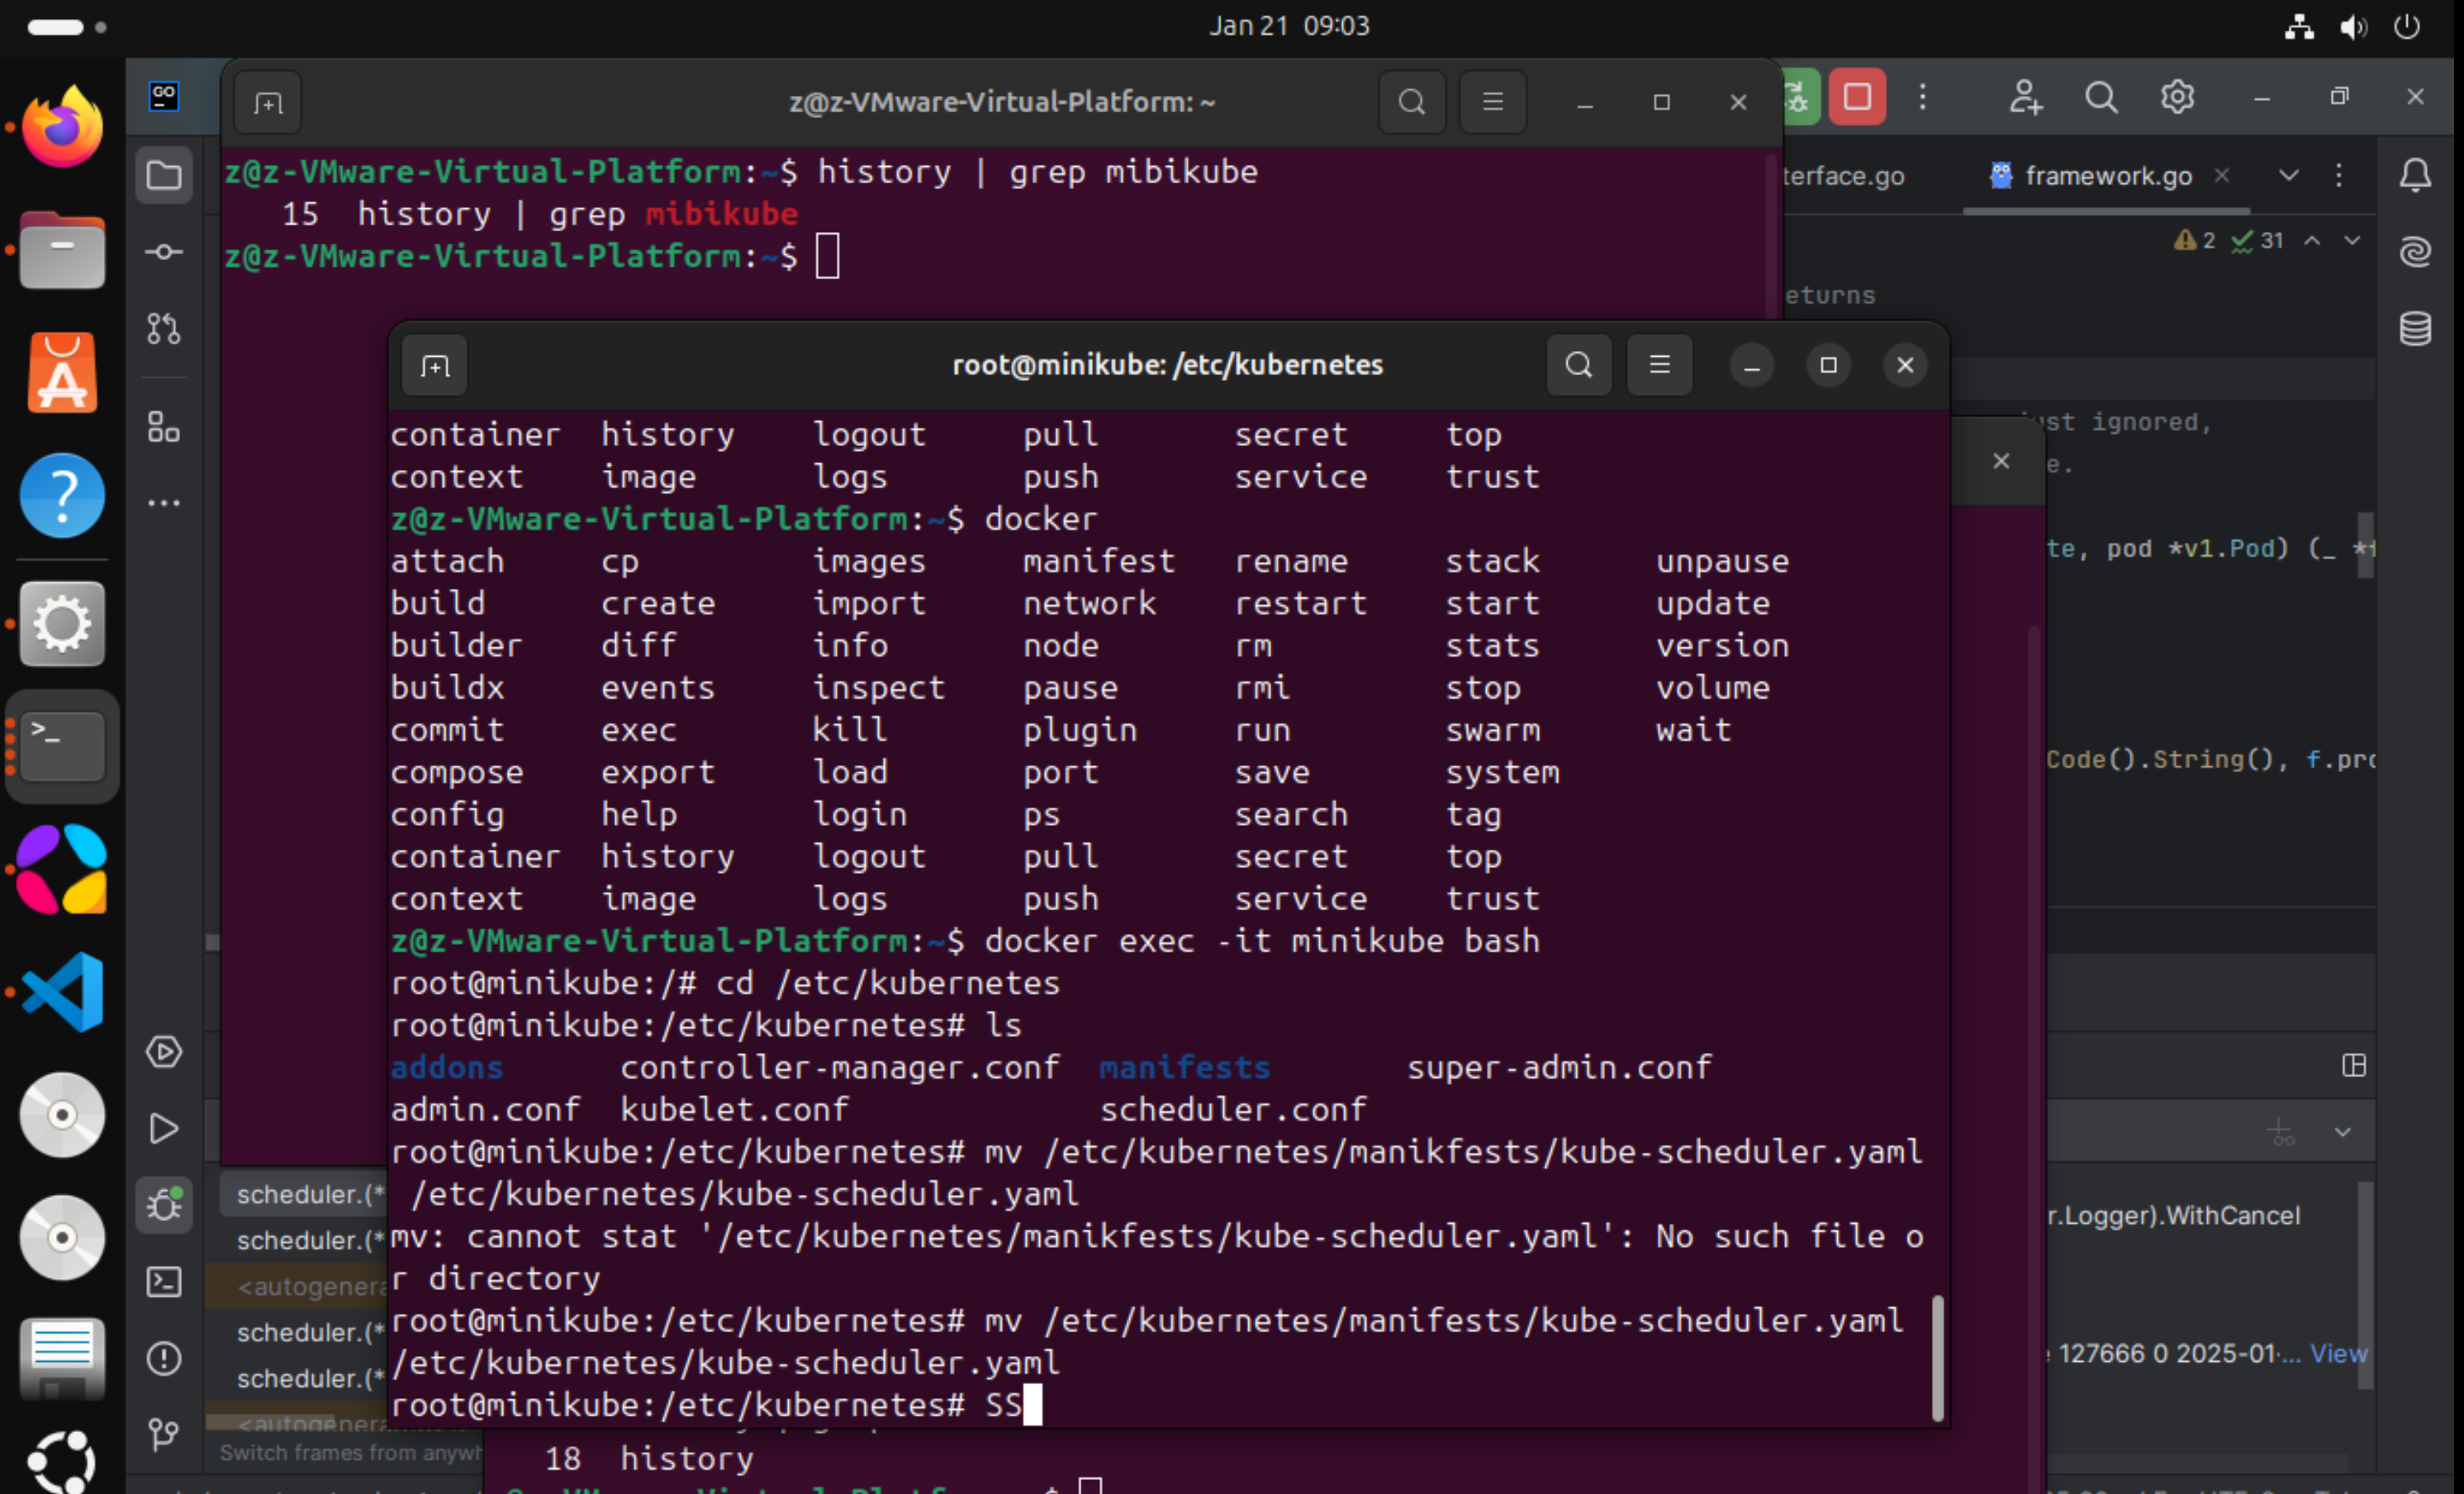 Jan 21 09:03
GO
z@z-VMware-Virtual-Platform: ~
z@z-VMware-Virtual-Platform:~$ history | grep mibikube
15 history | grep mibikube
z@z-VMware-Virtual-Platform:~$
terface.go
framework.go
2
31
eturns
root@minikube: /etc/kubernetes
container history logout pull secret top
context image logs push service trust
z@z-VMware-Virtual-Platform:~$ docker
attach cp images manifest rename stack unpause
build create import network restart start update
builder diff info node rm stats version
buildx events inspect pause rmi stop volume
commit exec kill plugin run swarm wait
compose export load port save system
config help login ps search tag
container history logout pull secret top
context image logs push service trust
z@z-VMware-Virtual-Platform:~$ docker exec -it minikube bash
root@minikube:/# cd /etc/kubernetes
root@minikube:/etc/kubernetes# ls
addons controller-manager.conf manifests super-admin.conf
admin.conf kubelet.conf scheduler.conf
root@minikube:/etc/kubernetes# mv /etc/kubernetes/manikfests/kube-scheduler.yaml
/etc/kubernetes/kube-scheduler.yaml
mv: cannot stat '/etc/kubernetes/manikfests/kube-scheduler.yaml': No such file o
r directory
root@minikube:/etc/kubernetes# mv /etc/kubernetes/manifests/kube-scheduler.yaml
/etc/kubernetes/kube-scheduler.yaml
root@minikube:/etc/kubernetes# SS
ust ignored,
e.
te, pod *v1.Pod) (_ *f
Code().String(), f.pro
scheduler.(*
scheduler.(*
<autogenera
scheduler.(*
scheduler.(*
<autogenera
Switch frames from anywh
r.Logger).WithCancel
127666 0 2025-01-... View
18 history